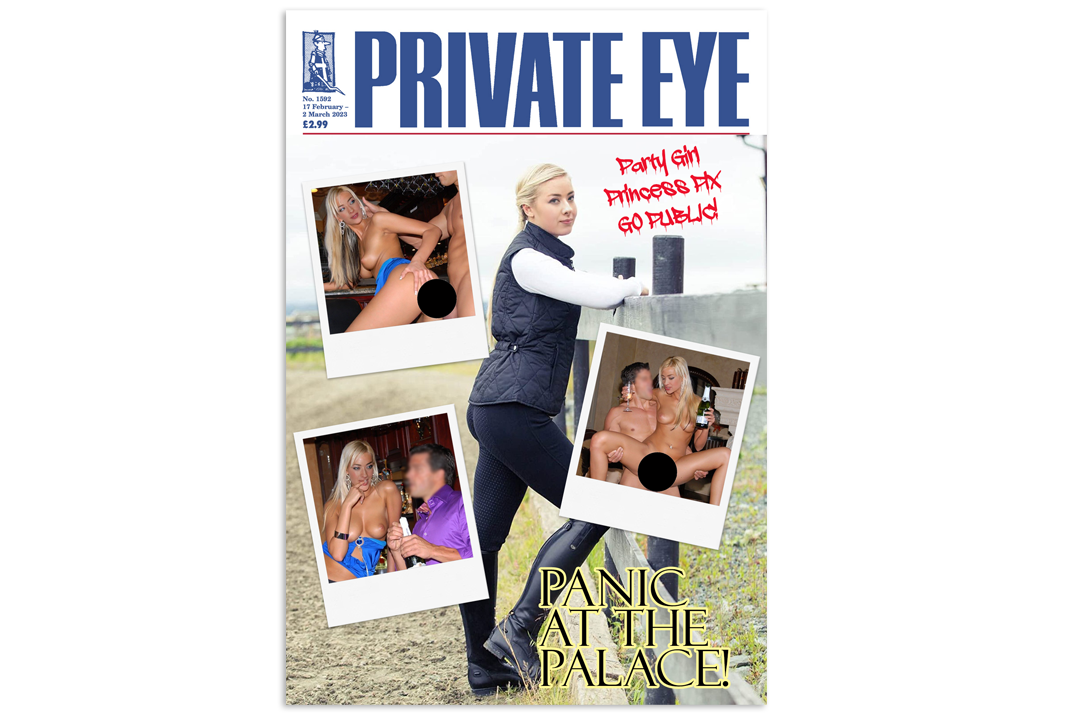 PRIVATE EYE
No. 1592
17 February –
2 March 2023
£2.99
Party Girl
Princess PIX
GO PUBLIC!
PANIC
AT THE
PALACE!